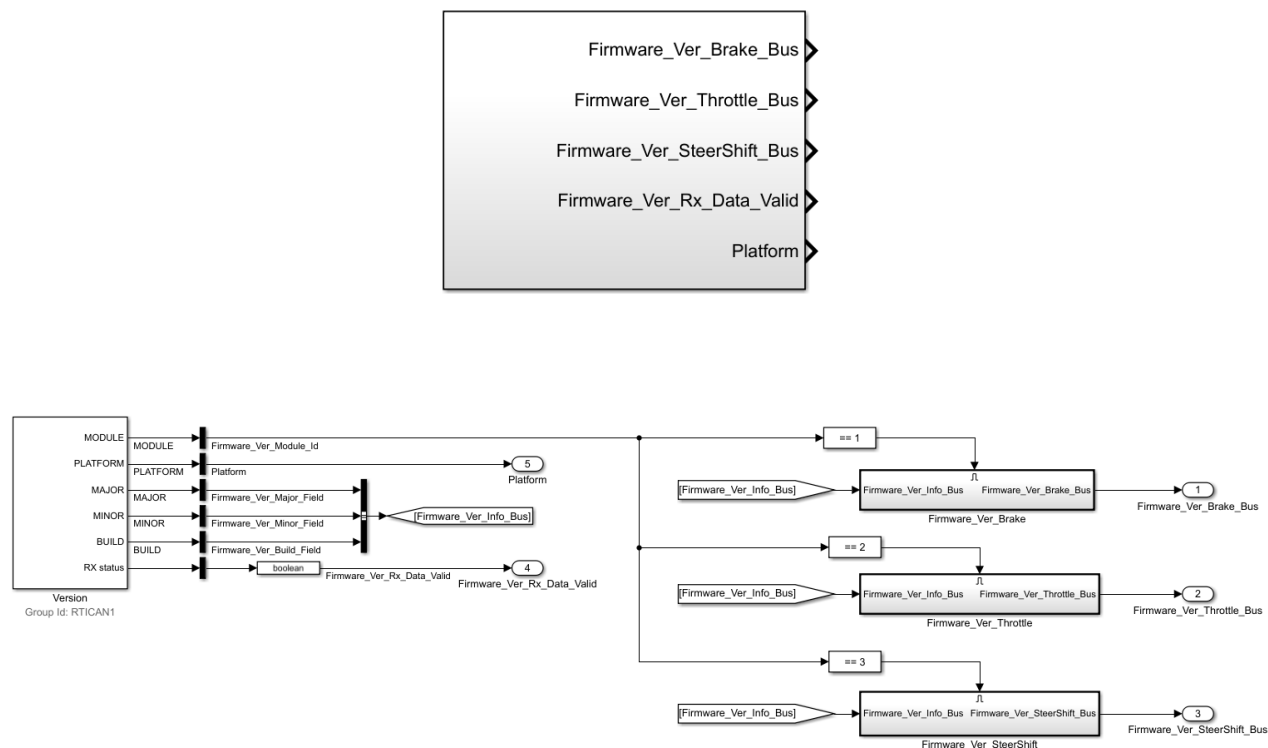 Firmware_Ver_Brake_Bus
Firmware_Ver_Throttle_Bus
Firmware_Ver_SteerShift_Bus
Firmware_Ver_Rx_Data_Valid
Platform
MODULE
MODULE
Firmware_Ver_Module_Id
PLATFORM
PLATFORM
Platform
5
Platform
MAJOR
MAJOR
Firmware_Ver_Major_Field
MINOR
MINOR
Firmware_Ver_Minor_Field
[Firmware_Ver_Info_Bus]
BUILD
BUILD
Firmware_Ver_Build_Field
RX status
boolean
Firmware_Ver_Rx_Data_Valid
4
Firmware_Ver_Rx_Data_Valid
Version
Group Id: RTICAN1
== 1
[Firmware_Ver_Info_Bus]
Firmware_Ver_Info_Bus
Firmware_Ver_Brake_Bus
1
Firmware_Ver_Brake_Bus
Firmware_Ver_Brake
== 2
[Firmware_Ver_Info_Bus]
Firmware_Ver_Info_Bus
Firmware_Ver_Throttle_Bus
2
Firmware_Ver_Throttle_Bus
Firmware_Ver_Throttle
== 3
[Firmware_Ver_Info_Bus]
Firmware_Ver_Info_Bus
Firmware_Ver_SteerShift_Bus
3
Firmware_Ver_SteerShift_Bus
Firmware_Ver_SteerShift